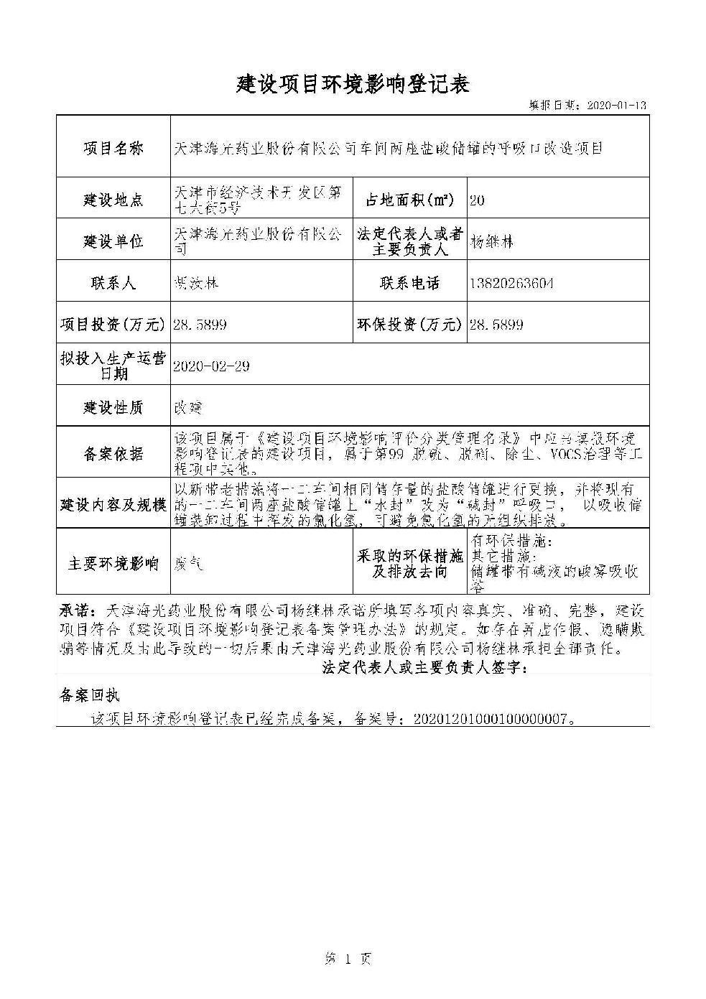 建设项目环境影响登记表
填报日期：2020-01-13
项目名称 天津海光药业股份有限公司车间两座盐酸储罐的呼吸口改造项目
建设地点 天津市经济技术开发区第七大街5号 占地面积(㎡) 20
建设单位 天津海光药业股份有限公司 法定代表人或者主要负责人 杨继林
联系人 胡汝林 联系电话 13820263604
项目投资(万元) 28.5899 环保投资(万元) 28.5899
拟投入生产运营日期 2020-02-29
建设性质 改建
备案依据 该项目属于《建设项目环境影响评价分类管理名录》中应当填报环境
影响登记表的建设项目，属于第99 脱硫、脱硝、除尘、VOCS治理等工
程项中其他。
建设内容及规模 以新带老措施将一二车间相同储存量的盐酸储罐进行更换，并将现有
的一二车间两座盐酸储罐上“水封”改为“碱封”呼吸口， 以吸收储
罐装卸过程中挥发的氯化氢，可避免氯化氢的无组织排放。
主要环境影响 废气 采取的环保措施及排放去向 有环保措施：
其它措施：
储罐带有碱液的酸雾吸收
塔
承诺：天津海光药业股份有限公司杨继林承诺所填写各项内容真实、准确、完整，建设
项目符合《建设项目环境影响登记表备案管理办法》的规定。如存在弄虚作假、隐瞒欺
骗等情况及由此导致的一切后果由天津海光药业股份有限公司杨继林承担全部责任。
法定代表人或主要负责人签字：
备案回执
该项目环境影响登记表已经完成备案，备案号：20201201000100000007。
第 1 页